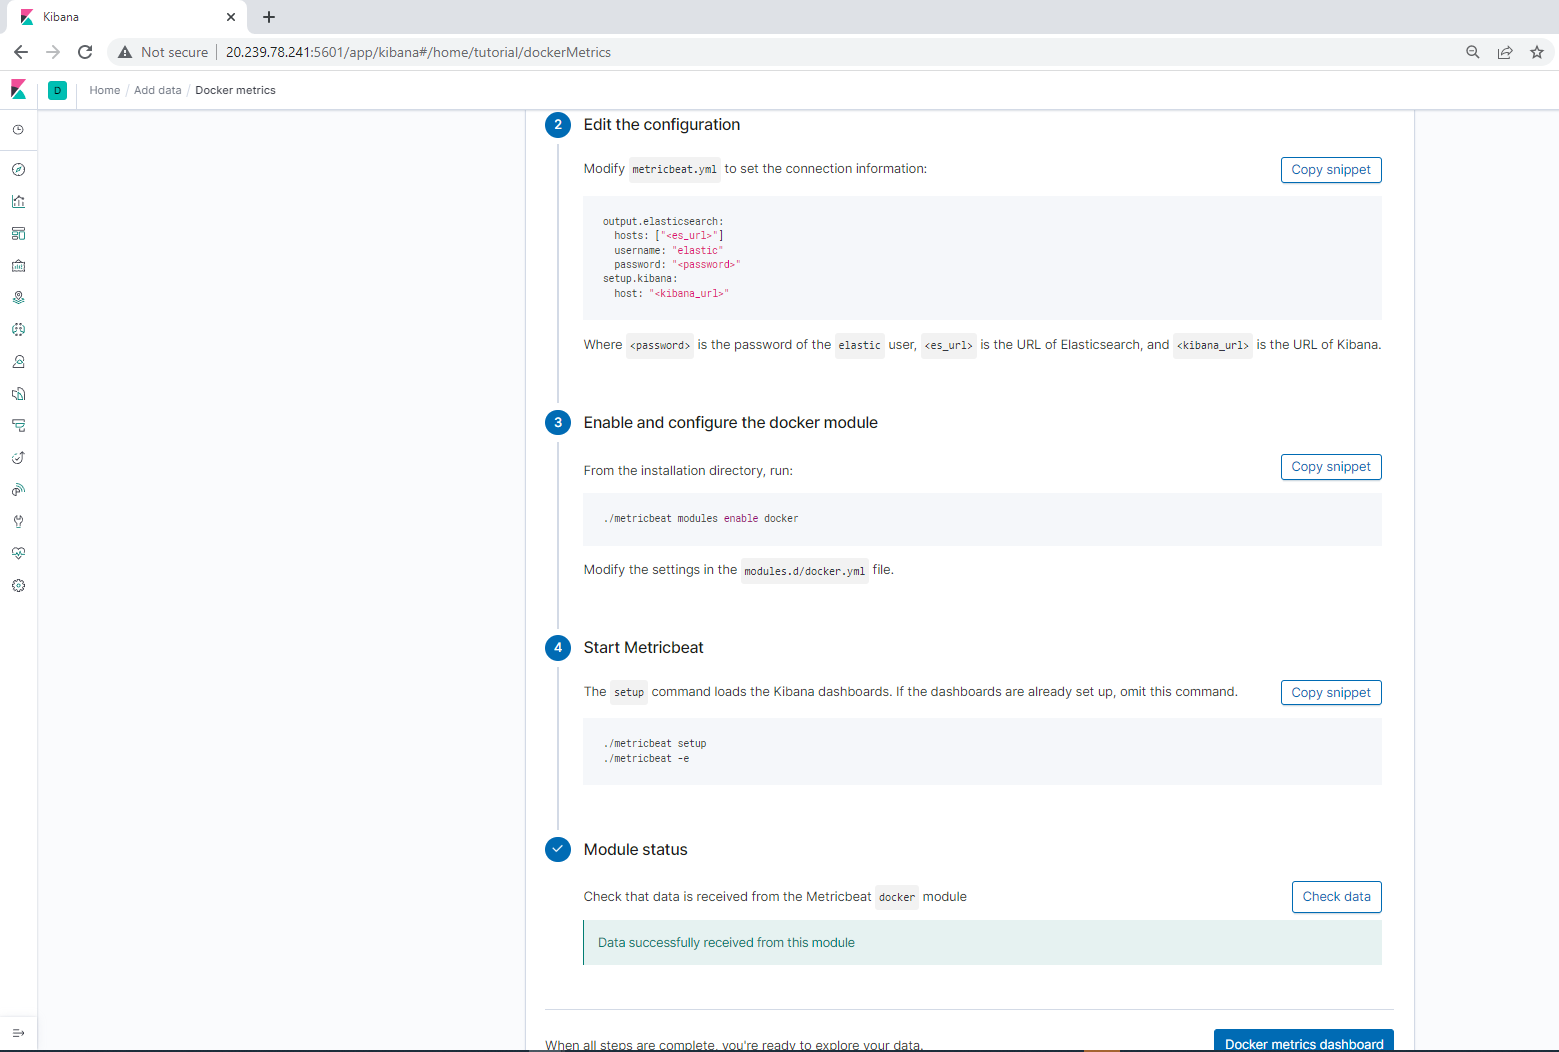 Kibana
Not secure 20.239.78.241:5601/app/kibana#/home/tutorial/dockerMetrics
D Home / Add data / Docker metrics
2 Edit the configuration
Modify metricbeat.yml to set the connection information:
Copy snippet
output.elasticsearch:
hosts: ["<es_url>"]
username: "elastic"
password: "<password>"
setup.kibana:
host: "<kibana_url>"
Where <password> is the password of the elastic user, <es_url> is the URL of Elasticsearch, and <kibana_url> is the URL of Kibana.
3 Enable and configure the docker module
From the installation directory, run:
Copy snippet
./metricbeat modules enable docker
Modify the settings in the modules.d/docker.yml file.
4 Start Metricbeat
The setup command loads the Kibana dashboards. If the dashboards are already set up, omit this command.
Copy snippet
./metricbeat setup
./metricbeat -e
Module status
Check that data is received from the Metricbeat docker module
Check data
Data successfully received from this module
When all steps are complete, you're ready to explore your data.
Docker metrics dashboard